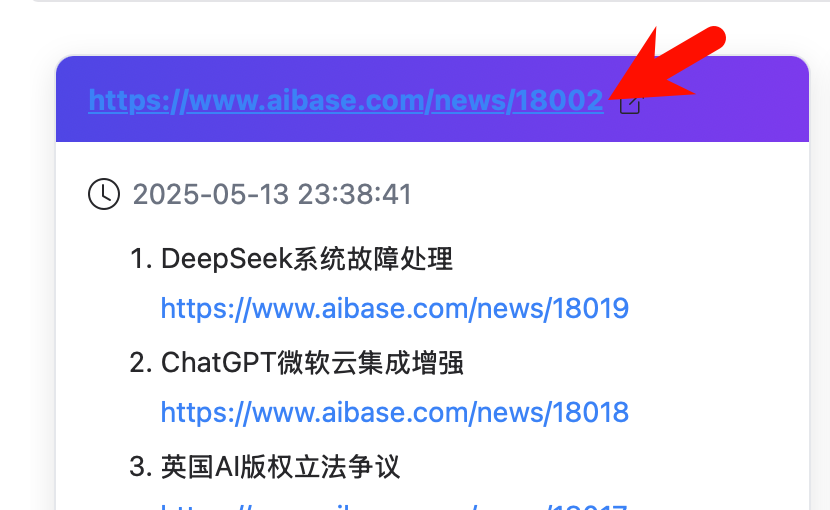 https://www.aibase.com/news/18002
2025-05-13 23:38:41
1. DeepSeek系统故障处理
https://www.aibase.com/news/18019
2. ChatGPT微软云集成增强
https://www.aibase.com/news/18018
3. 英国AI版权立法争议